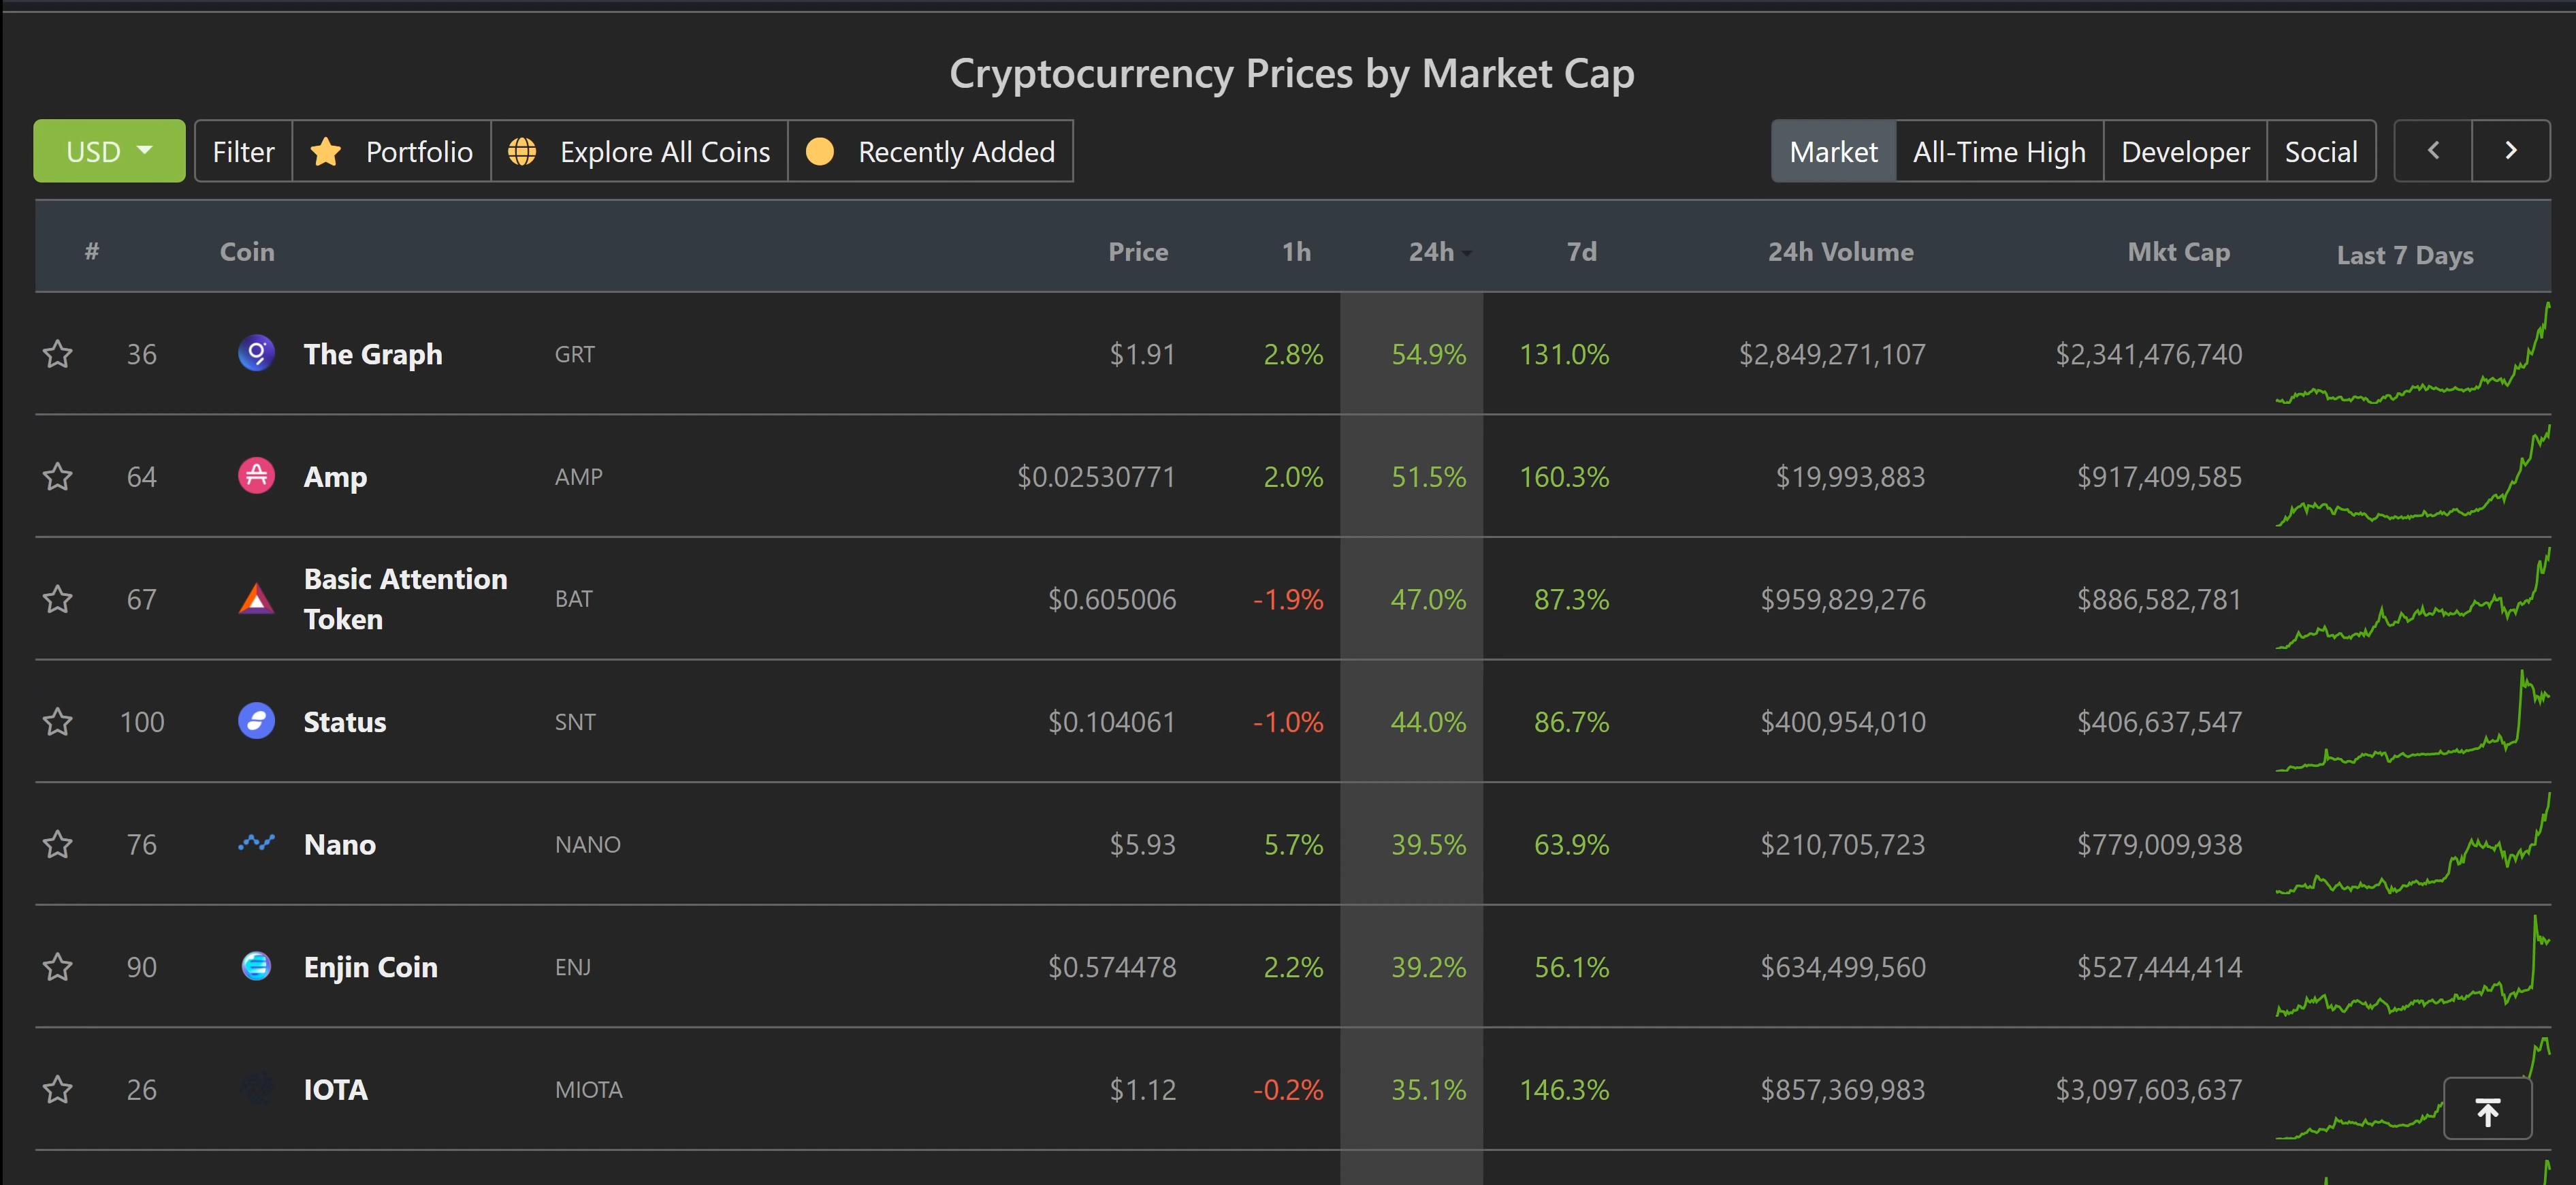 Cryptocurrency Prices by Market Cap
USD Filter Portfolio Explore All Coins Recently Added Market All-Time High Developer Social
# Coin Price 1h 24h 7d 24h Volume Mkt Cap Last 7 Days
36 The Graph GRT $1.91 2.8% 54.9% 131.0% $2,849,271,107 $2,341,476,740
64 Amp AMP $0.02530771 2.0% 51.5% 160.3% $19,993,883 $917,409,585
67 Basic Attention Token BAT $0.605006 -1.9% 47.0% 87.3% $959,829,276 $886,582,781
100 Status SNT $0.104061 -1.0% 44.0% 86.7% $400,954,010 $406,637,547
76 Nano NANO $5.93 5.7% 39.5% 63.9% $210,705,723 $779,009,938
90 Enjin Coin ENJ $0.574478 2.2% 39.2% 56.1% $634,499,560 $527,444,414
26 IOTA MIOTA $1.12 -0.2% 35.1% 146.3% $857,369,983 $3,097,603,637